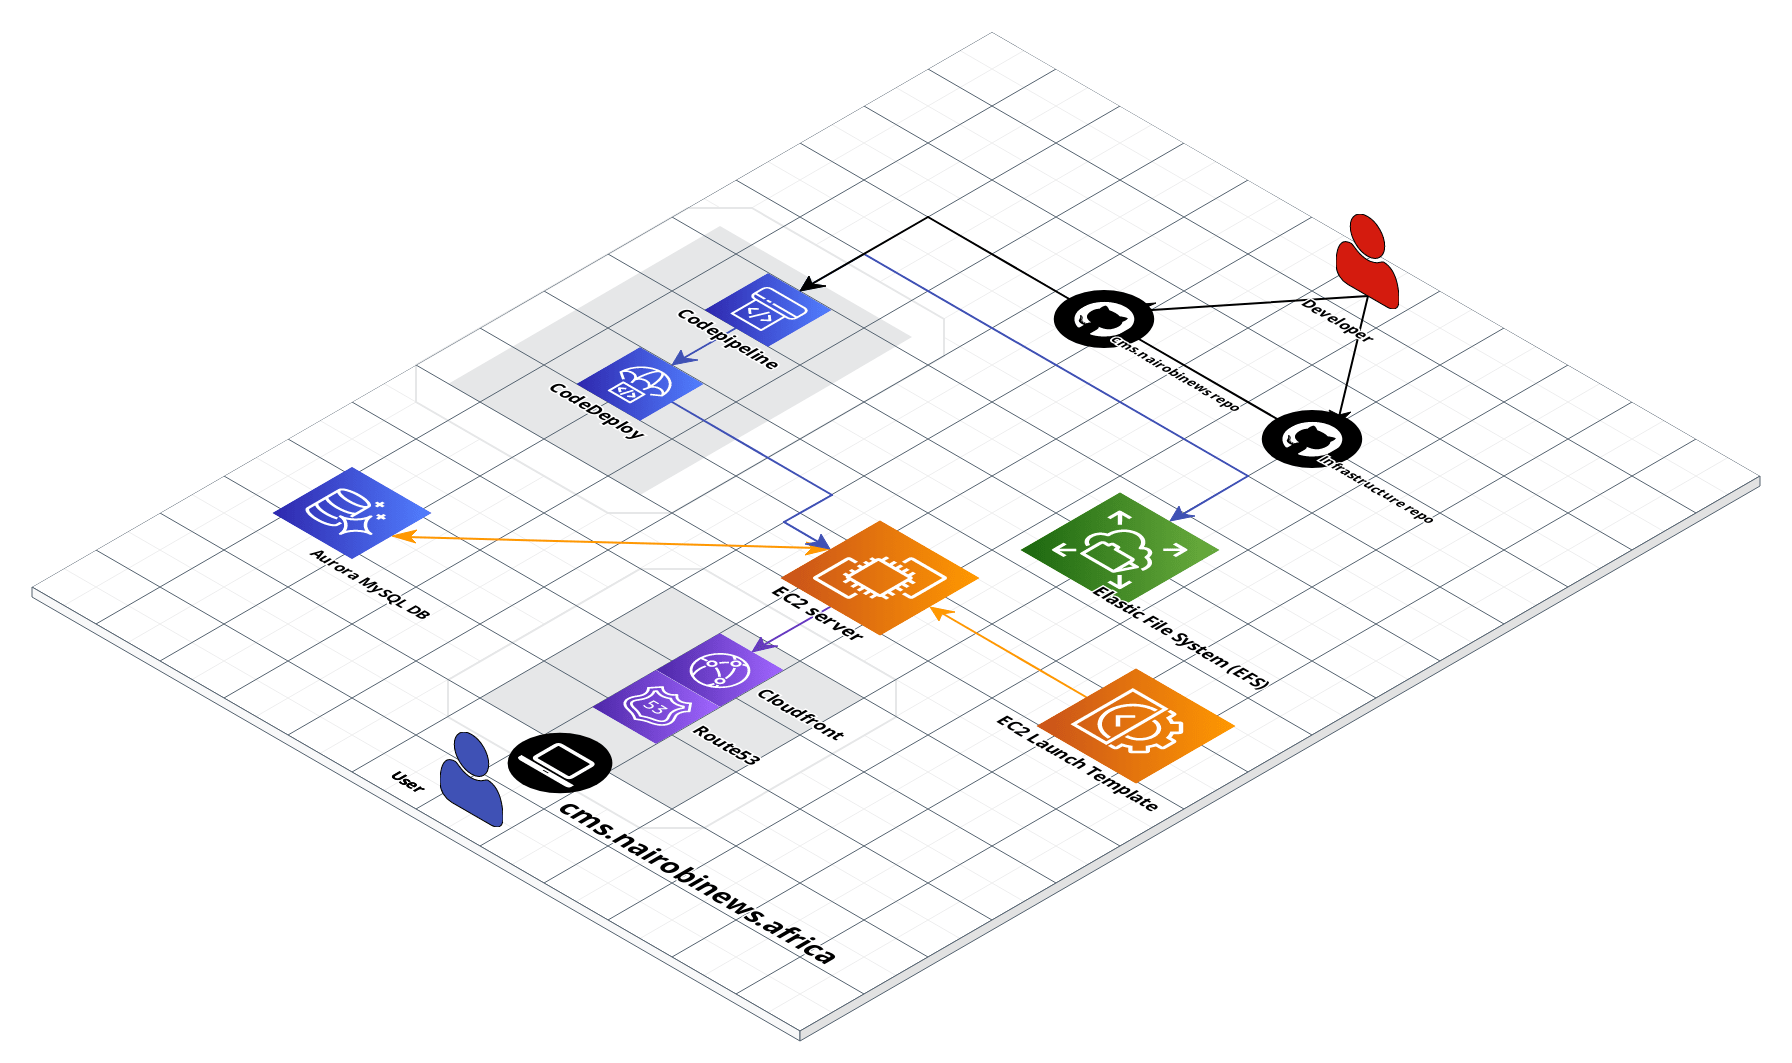 Developer
cms.nairobinews repo
Infrastructure repo
Codepipeline
CodeDeploy
Aurora MySQL DB
EC2 server
Elastic File System (EFS)
EC2 Launch Template
Cloudfront
53
Route53
User
cms.nairobinews.africa